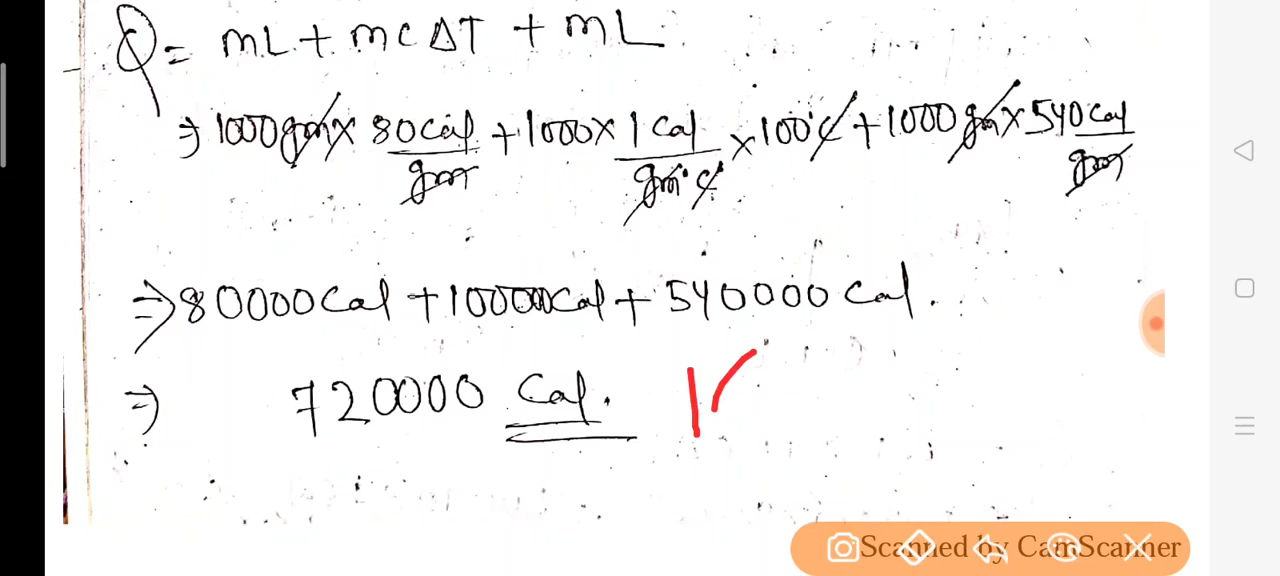 Q = mL + mcΔT + mL
⇒ 1000gm × 80cal/gm + 1000 × 1Cal/gm°c × 100°c + 1000gm × 540Cal/gm
⇒ 80000Cal + 100000Cal + 540000 Cal.
⇒ 720000 Cal.
Scanned by CamScanner